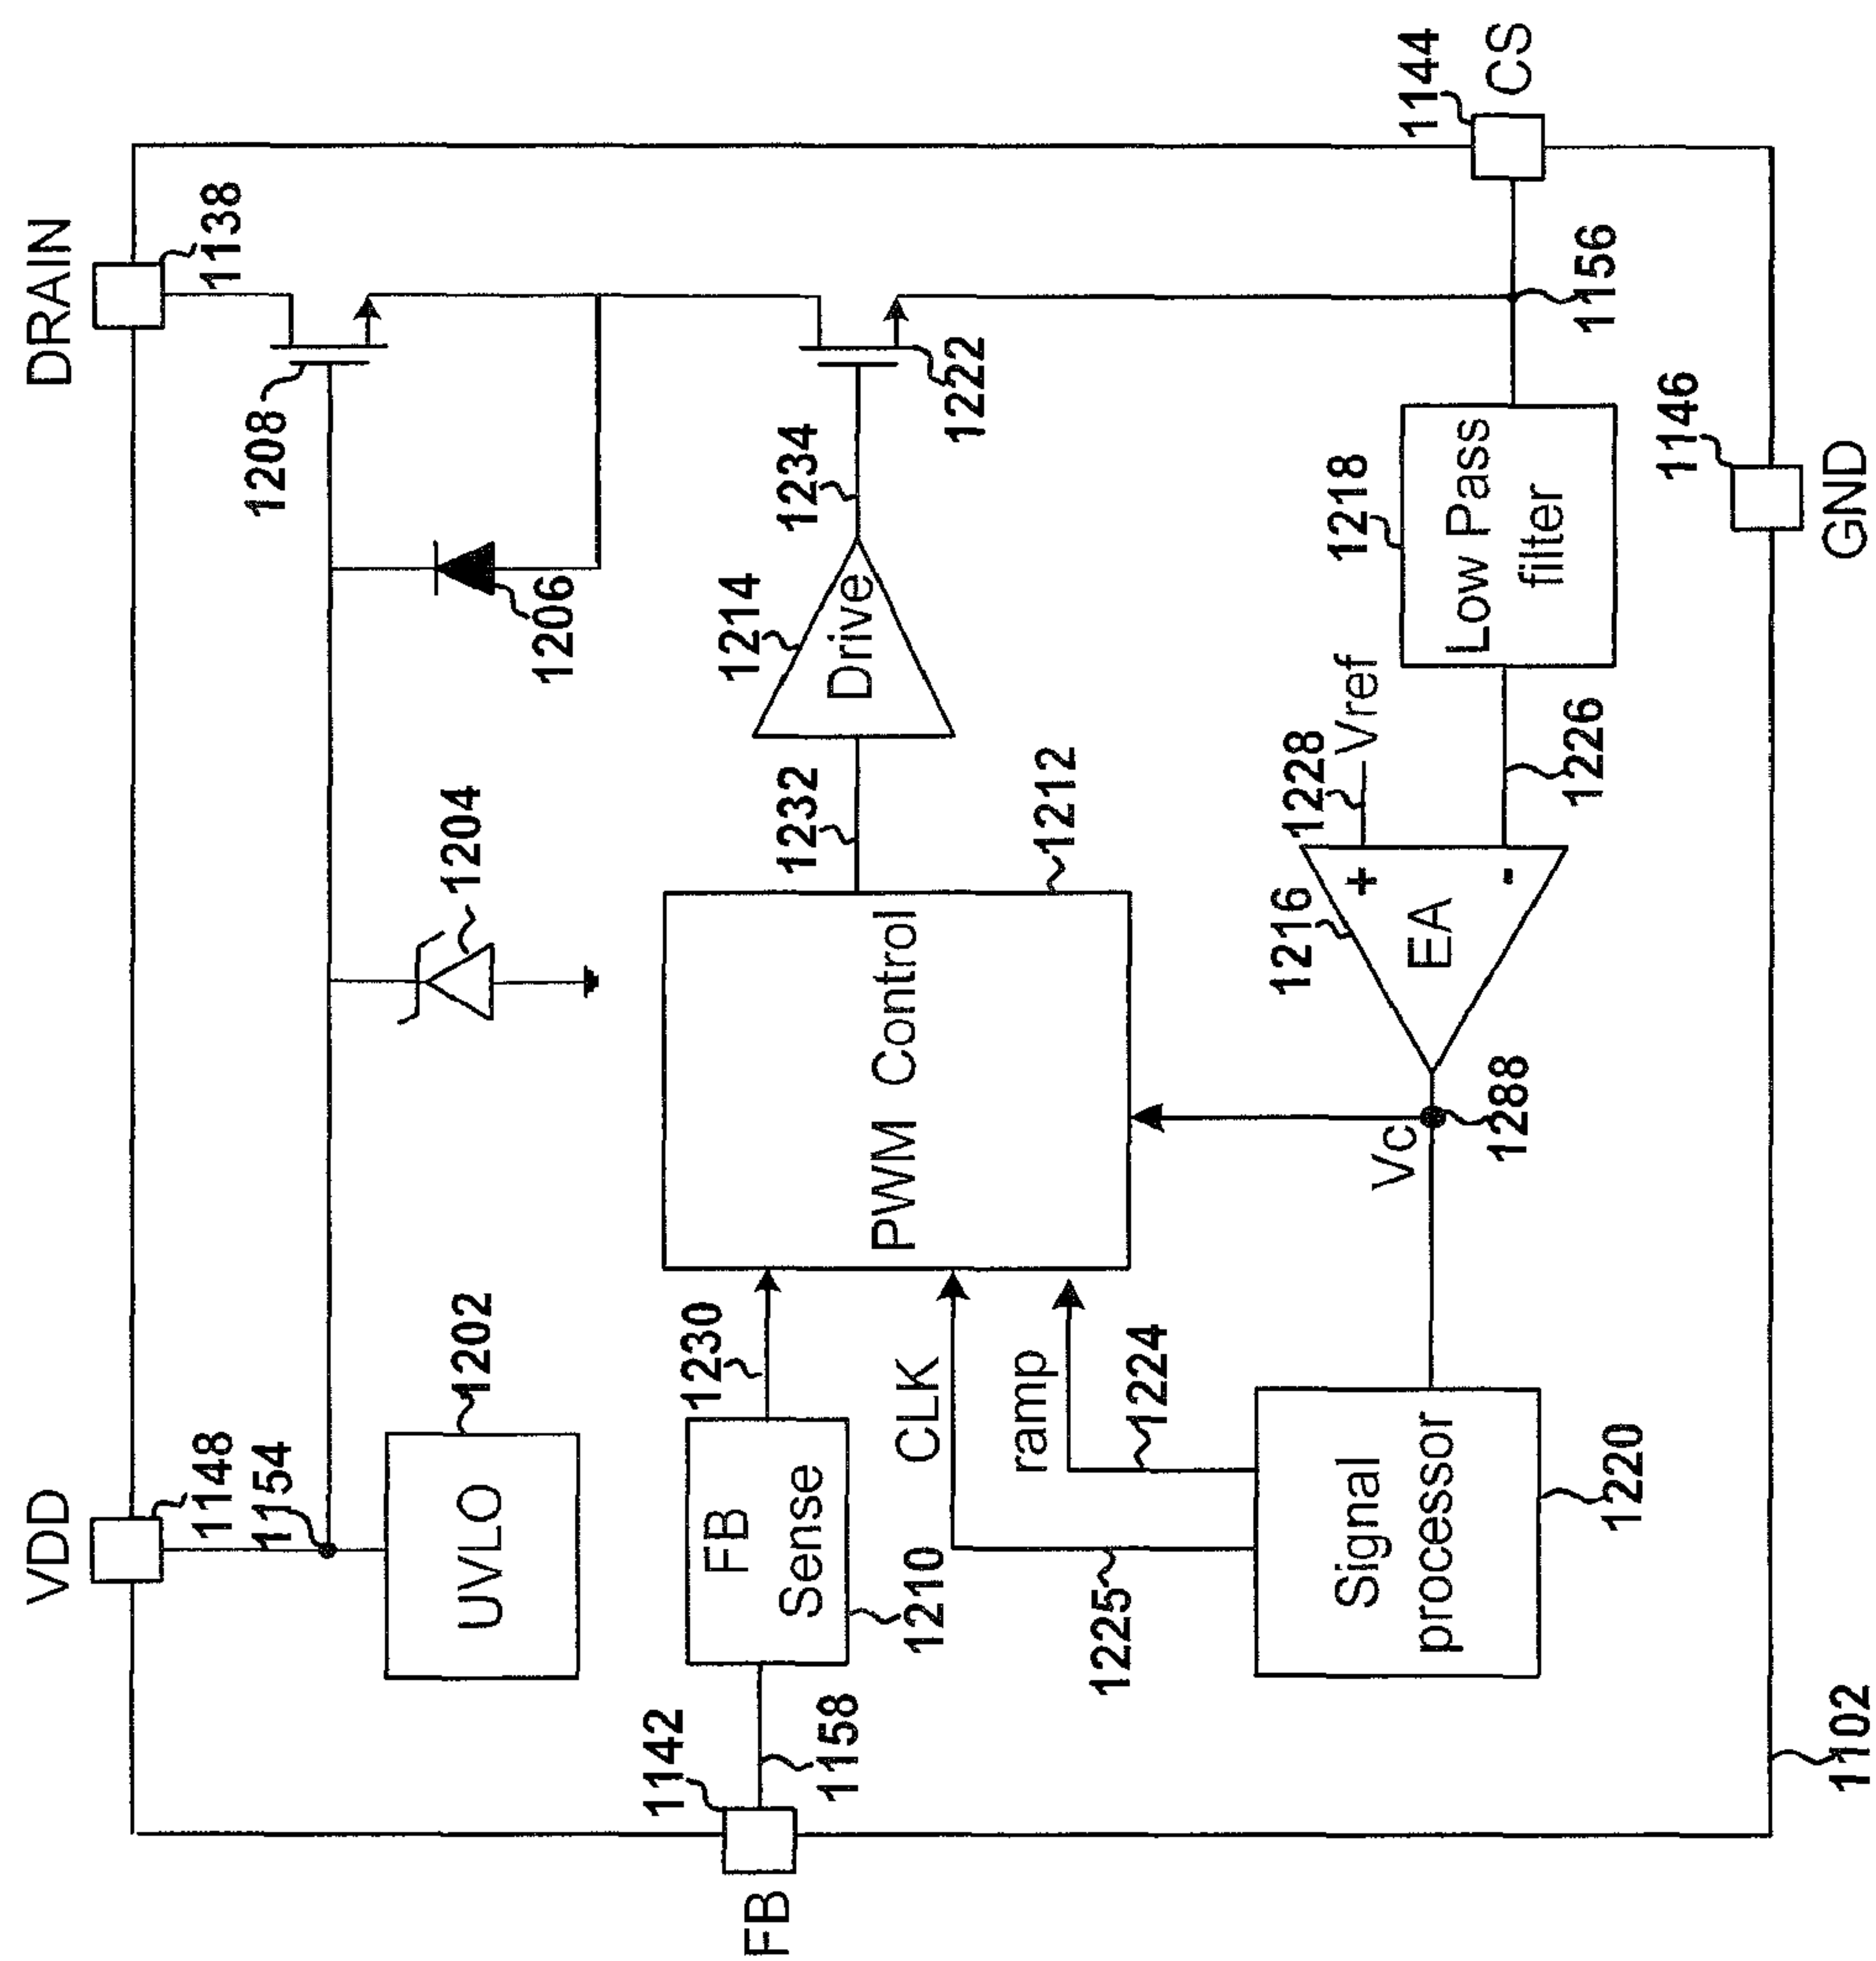 VDD
1148
1154
UVLO
1202
1204
1206
1208
DRAIN
1138
FB
1142
1158
FB
Sense
1210
1230
CLK
ramp
1224
1225
PWM Control
1212
1232
Drive
1214
1234
1222
Signal
processor
1220
Vc
1288
EA
+
-
1216
1228
Vref
1226
Low Pass
filter
1218
1156
1144
CS
1146
GND
1102